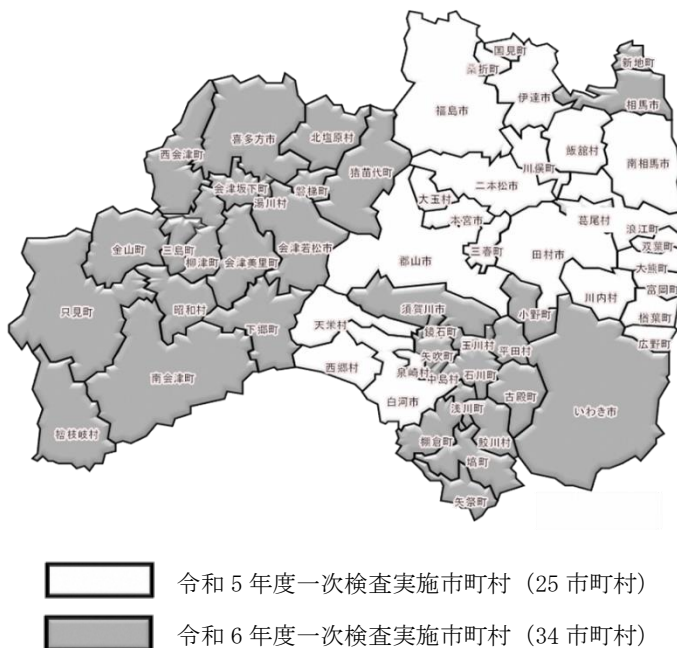 国見町
桑折町
新地町
福島市
伊達市
相馬市
喜多方市
北塩原村
西会津町
飯舘村
川俣町
南相馬市
猪苗代町
会津坂下町
磐梯町
二本松市
大玉村
湯川村
葛尾村
本宮市
浪江町
金山町
三島町
会津若松市
双葉町
柳津町
会津美里町
三春町
田村市
郡山市
大熊町
富岡町
川内村
只見町
昭和村
須賀川市
小野町
楢葉町
下郷町
天栄村
鏡石町
玉川村
平田村
広野町
矢吹町
西郷村
泉崎村
中島村
石川町
南会津町
古殿町
白河市
浅川町
いわき市
檜枝岐村
棚倉町
鮫川村
塙町
矢祭町
令和 5 年度一次検査実施市町村（25 市町村）
令和 6 年度一次検査実施市町村（34 市町村）